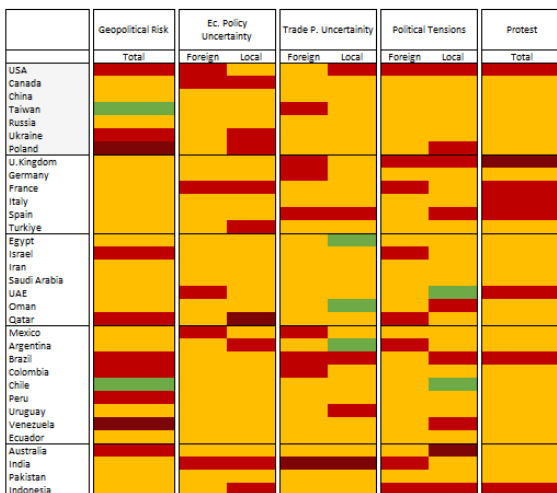 Geopolitical Risk Ec. Policy Uncertainty Trade P. Uncertainty Political Tensions Protest
Total Foreign Local Foreign Local Foreign Local Total
USA
Canada
China
Taiwan
Russia
Ukraine
Poland
U.Kingdom
Germany
France
Italy
Spain
Turkiye
Egypt
Israel
Iran
Saudi Arabia
UAE
Oman
Qatar
Mexico
Argentina
Brazil
Colombia
Chile
Peru
Uruguay
Venezuela
Ecuador
Australia
India
Pakistan
Indonesia